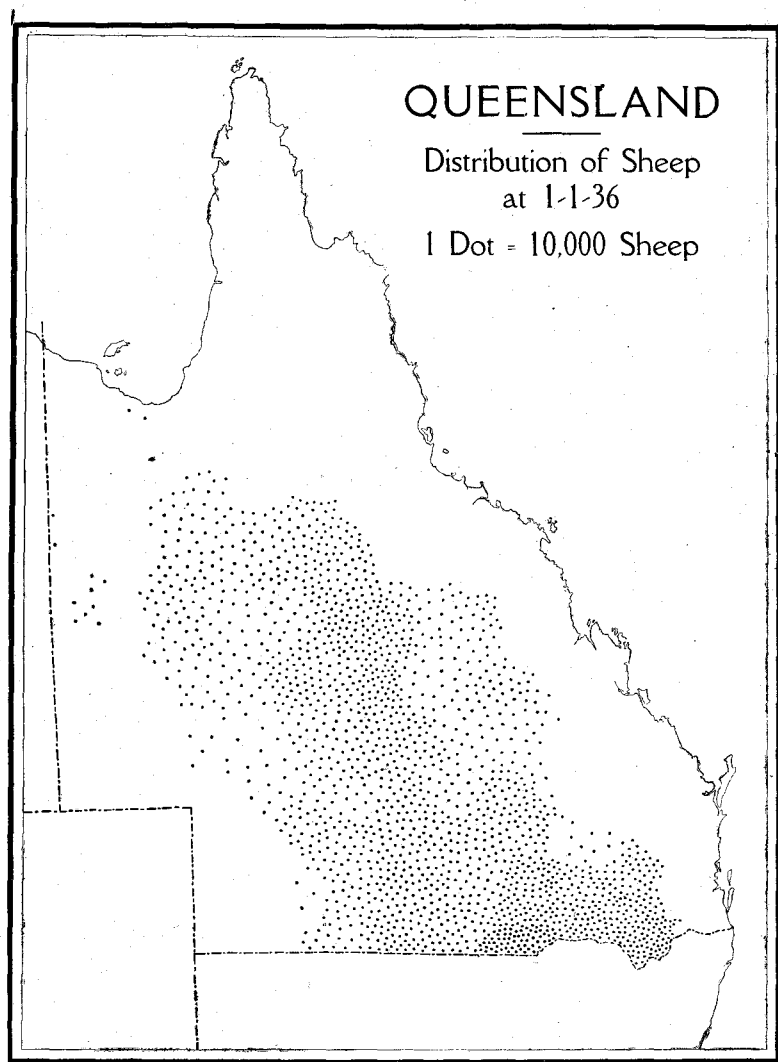 QUEENSLAND
Distribution of Sheep
at 1-1-36
1 Dot = 10,000 Sheep